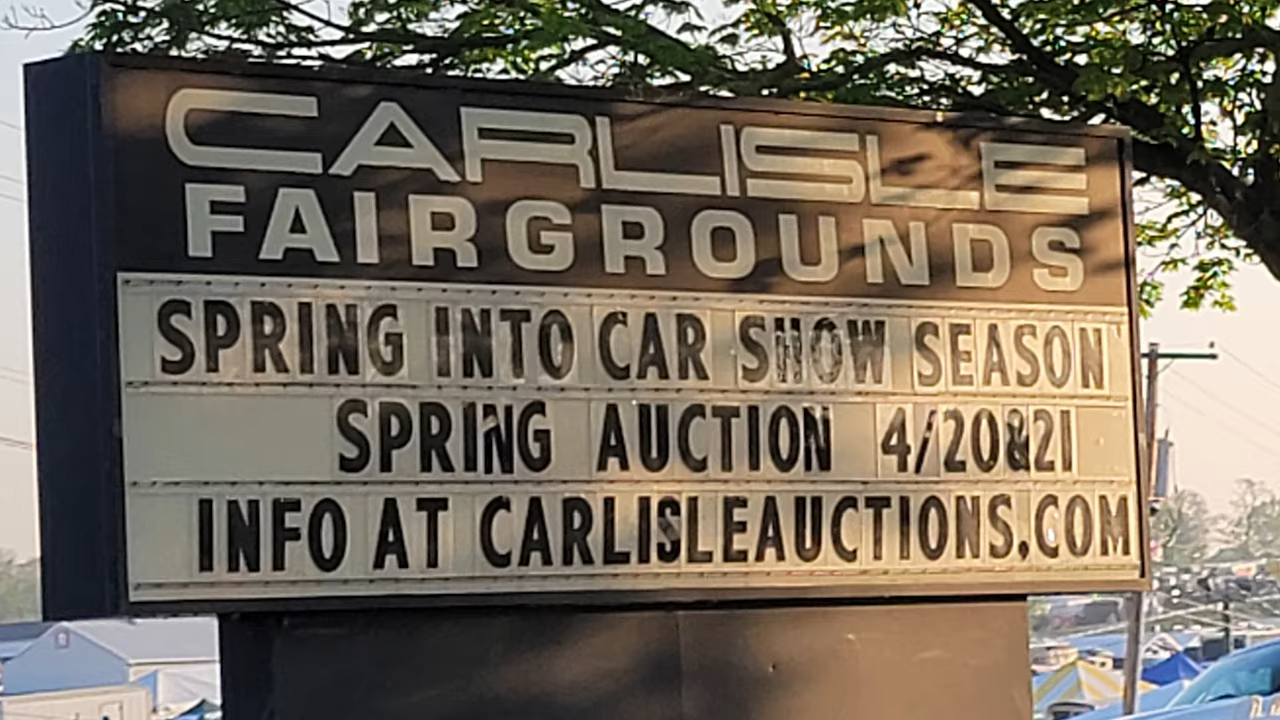 CARLISLE
FAIRGROUNDS
SPRING INTO CAR SHOW SEASON
SPRING AUCTION 4/20&21
INFO AT CARLISLEAUCTIONS.COM